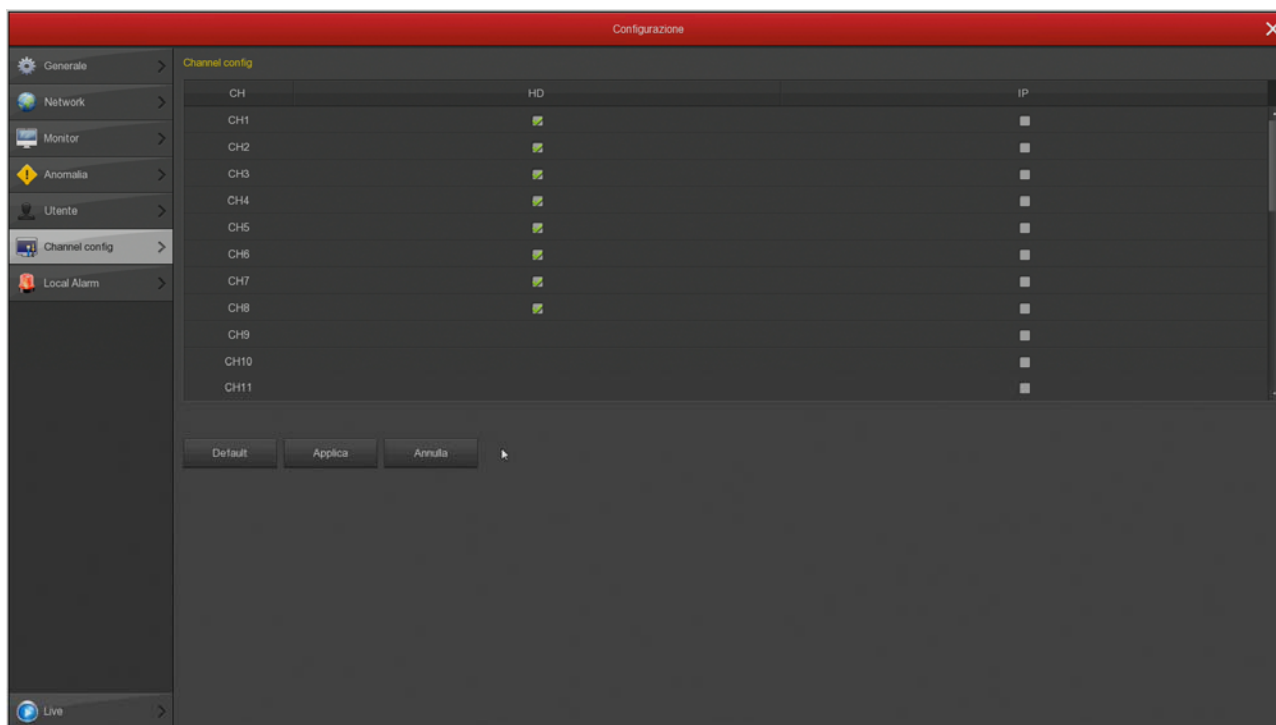 Configurazione
Generale
Network
Monitor
Anomalia
Utente
Channel config
Local Alarm
Live
Channel config
CH HD IP
CH1
CH2
CH3
CH4
CH5
CH6
CH7
CH8
CH9
CH10
CH11
Default Applica Annulla